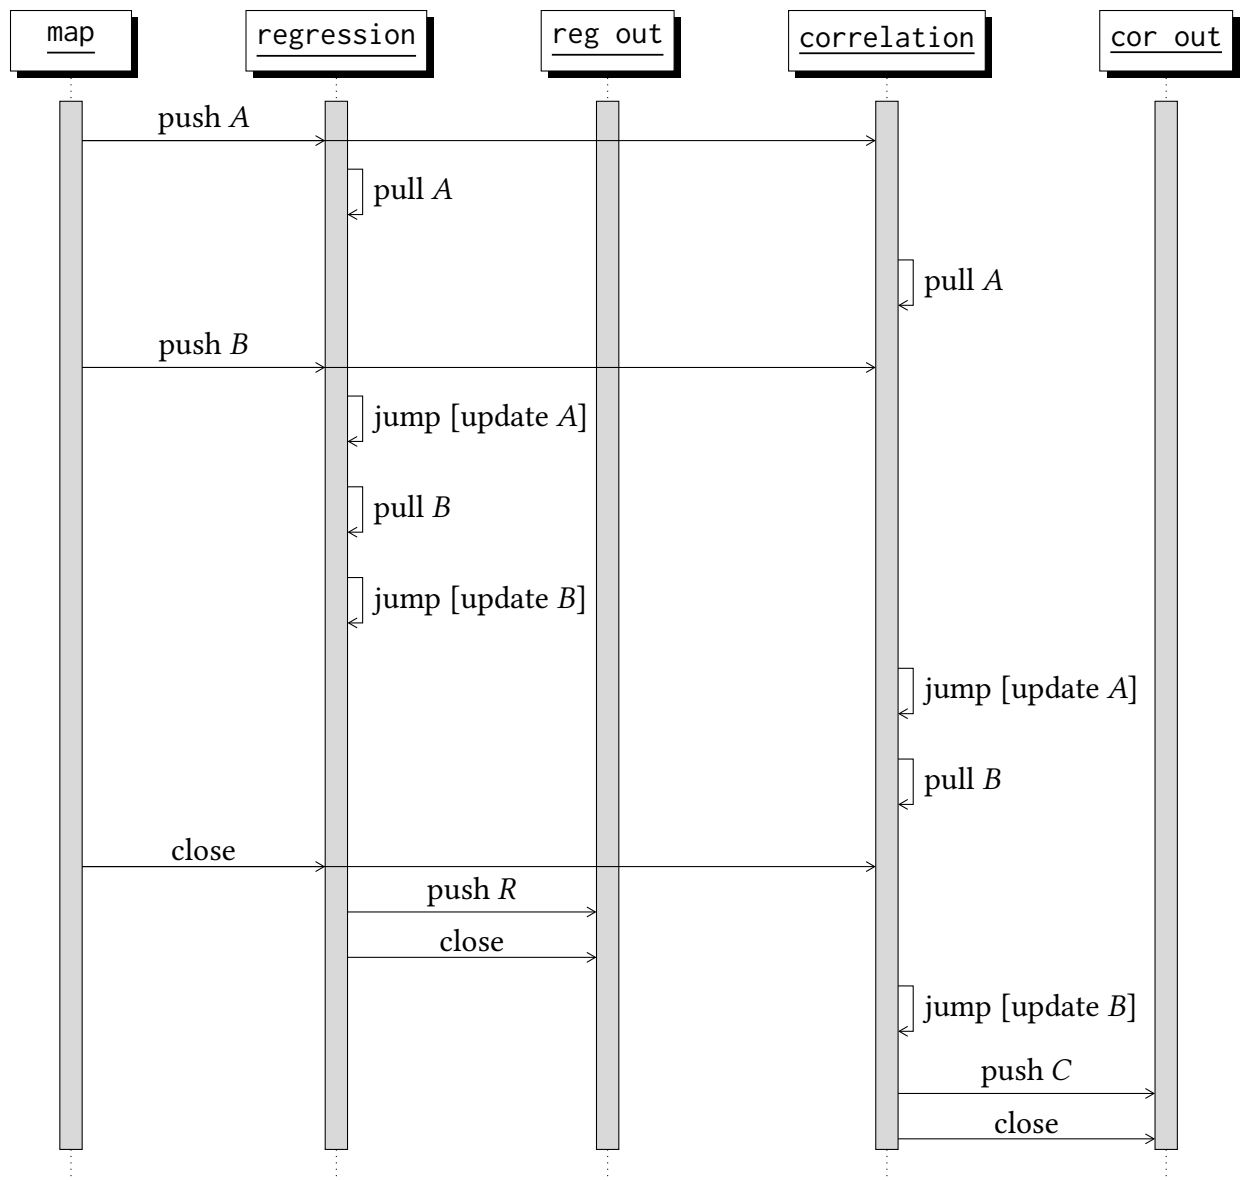 map
regression
reg out
correlation
cor out
push A
pull A
pull A
push B
jump [update A]
pull B
jump [update B]
jump [update A]
pull B
close
push R
close
jump [update B]
push C
close